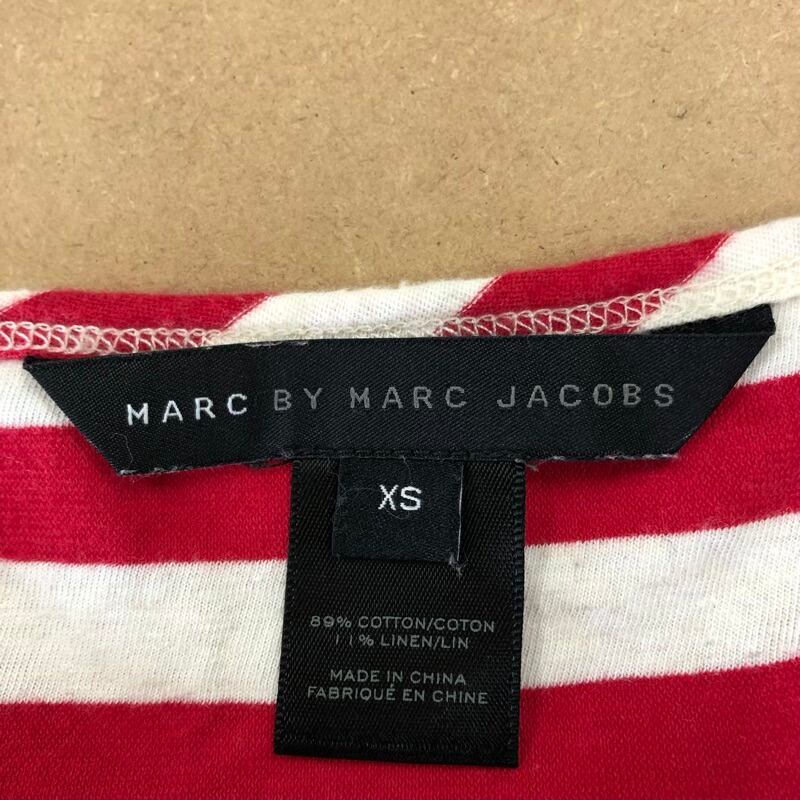 MARC BY MARC JACOBS
XS
89% COTTON/COTON
11% LINEN/LIN
MADE IN CHINA
FABRIQUÉ EN CHINE